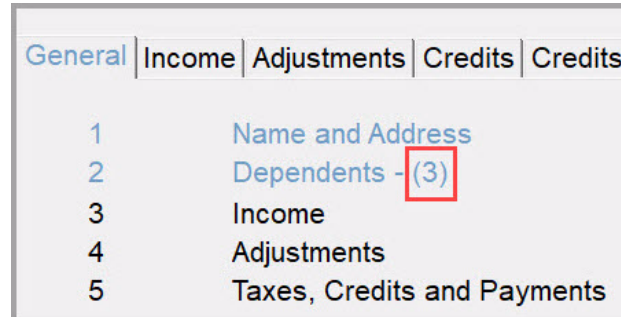 General Income Adjustments Credits Credits
1 Name and Address
2 Dependents - (3)
3 Income
4 Adjustments
5 Taxes, Credits and Payments